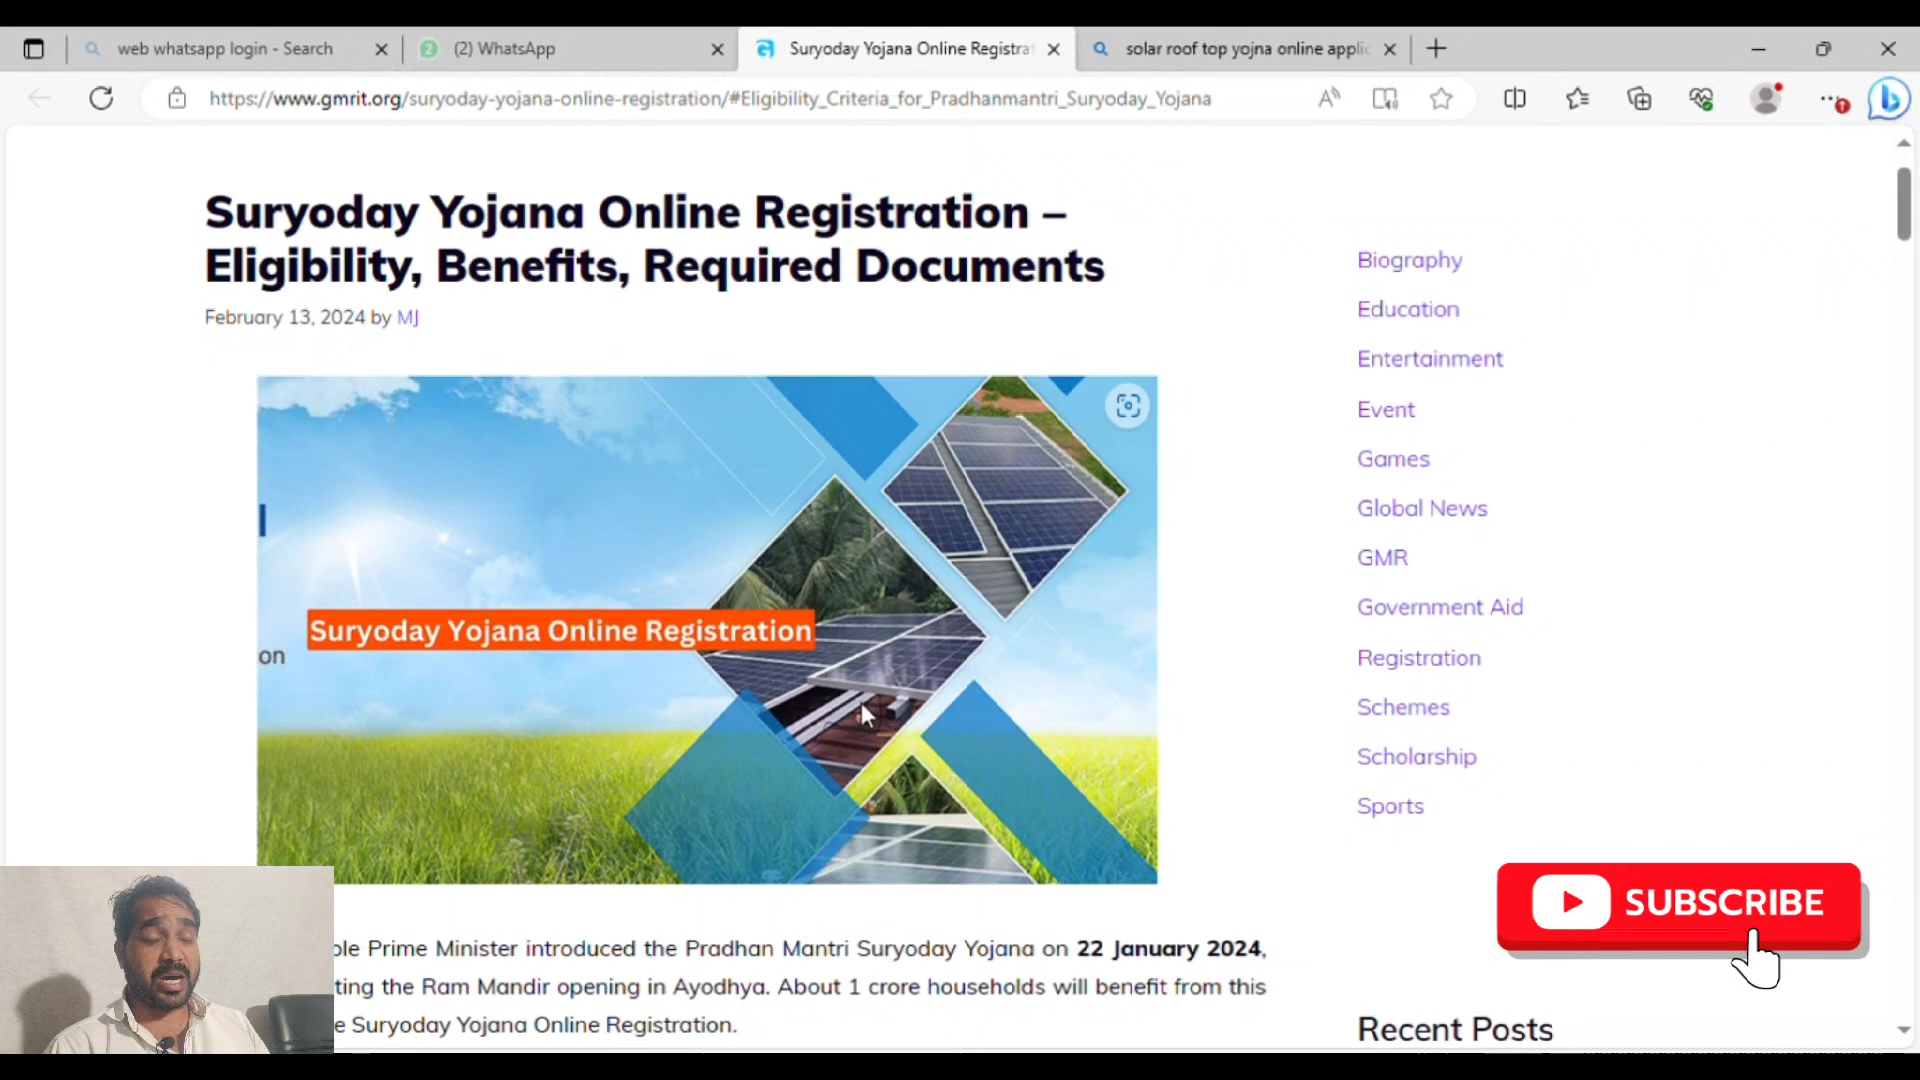 web whatsapp login - Search
(2) WhatsApp
Suryoday Yojana Online Registra
solar roof top yojna online applic
https://www.gmrit.org/suryoday-yojana-online-registration/#Eligibility_Criteria_for_Pradhanmantri_Suryoday_Yojana
Suryoday Yojana Online Registration –
Eligibility, Benefits, Required Documents
February 13, 2024 by MJ
Suryoday Yojana Online Registration
on
ble Prime Minister introduced the Pradhan Mantri Suryoday Yojana on 22 January 2024,
ting the Ram Mandir opening in Ayodhya. About 1 crore households will benefit from this
e Suryoday Yojana Online Registration.
Biography
Education
Entertainment
Event
Games
Global News
GMR
Government Aid
Registration
Schemes
Scholarship
Sports
SUBSCRIBE
Recent Posts